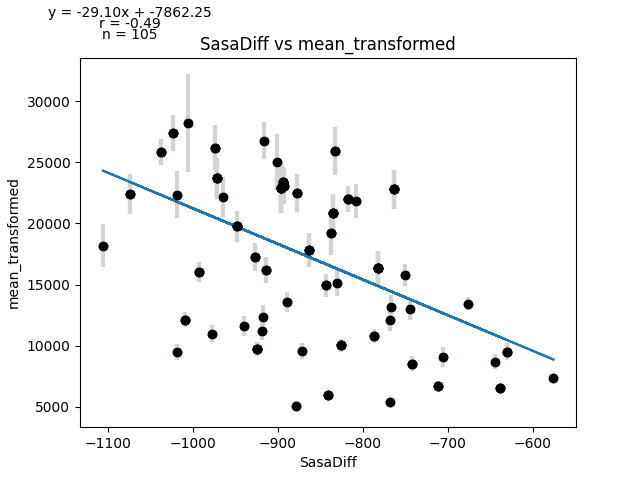 y = -29.10x + -7862.25
r = -0.49
n = 105
SasaDiff vs mean_transformed
30000
25000
20000
15000
10000
5000
mean_transformed
−1100
−1000
−900
−800
−700
−600
SasaDiff